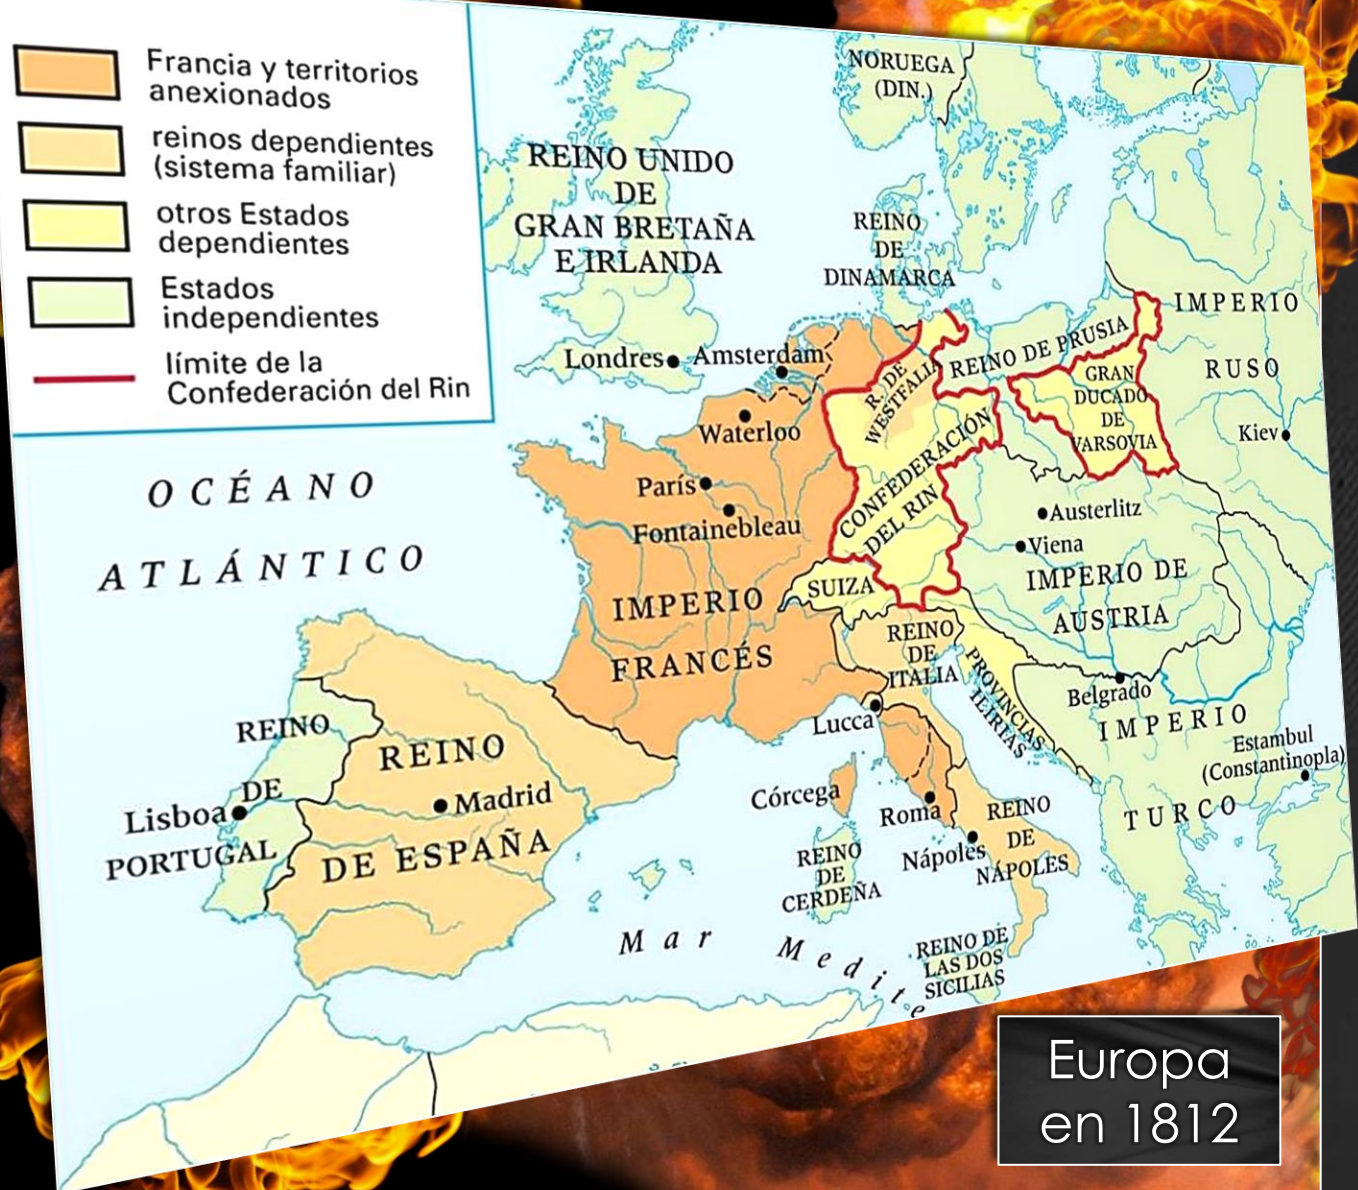 Francia y territorios
anexionados
reinos dependientes
(sistema familiar)
otros Estados
dependientes
Estados
independientes
límite de la
Confederación del Rin
NORUEGA
(DIN.)
REINO UNIDO
DE
GRAN BRETAÑA
E IRLANDA
REINO
DE
DINAMARCA
IMPERIO
RUSO
Londres
Amsterdam
REINO DE PRUSIA
R. DE
WESTFALIA
GRAN
DUCADO
DE
VARSOVIA
Kiev
Waterloo
París
Fontainebleau
CONFEDERACIÓN
DEL RIN
Austerlitz
Viena
IMPERIO DE
AUSTRIA
OCÉANO
ATLÁNTICO
IMPERIO
FRANCÉS
SUIZA
REINO
DE
ITALIA
PROVINCIAS
IEIRIAS
Belgrado
IMPERIO
TURCO
Estambul
(Constantinopla)
Lucca
Córcega
Roma
REINO
DE
NÁPOLES
Nápoles
REINO
DE
PORTUGAL
Lisboa
REINO
DE ESPAÑA
Madrid
REINO
DE
CERDEÑA
REINO DE
LAS DOS
SICILIAS
Mar Medite
Europa
en 1812